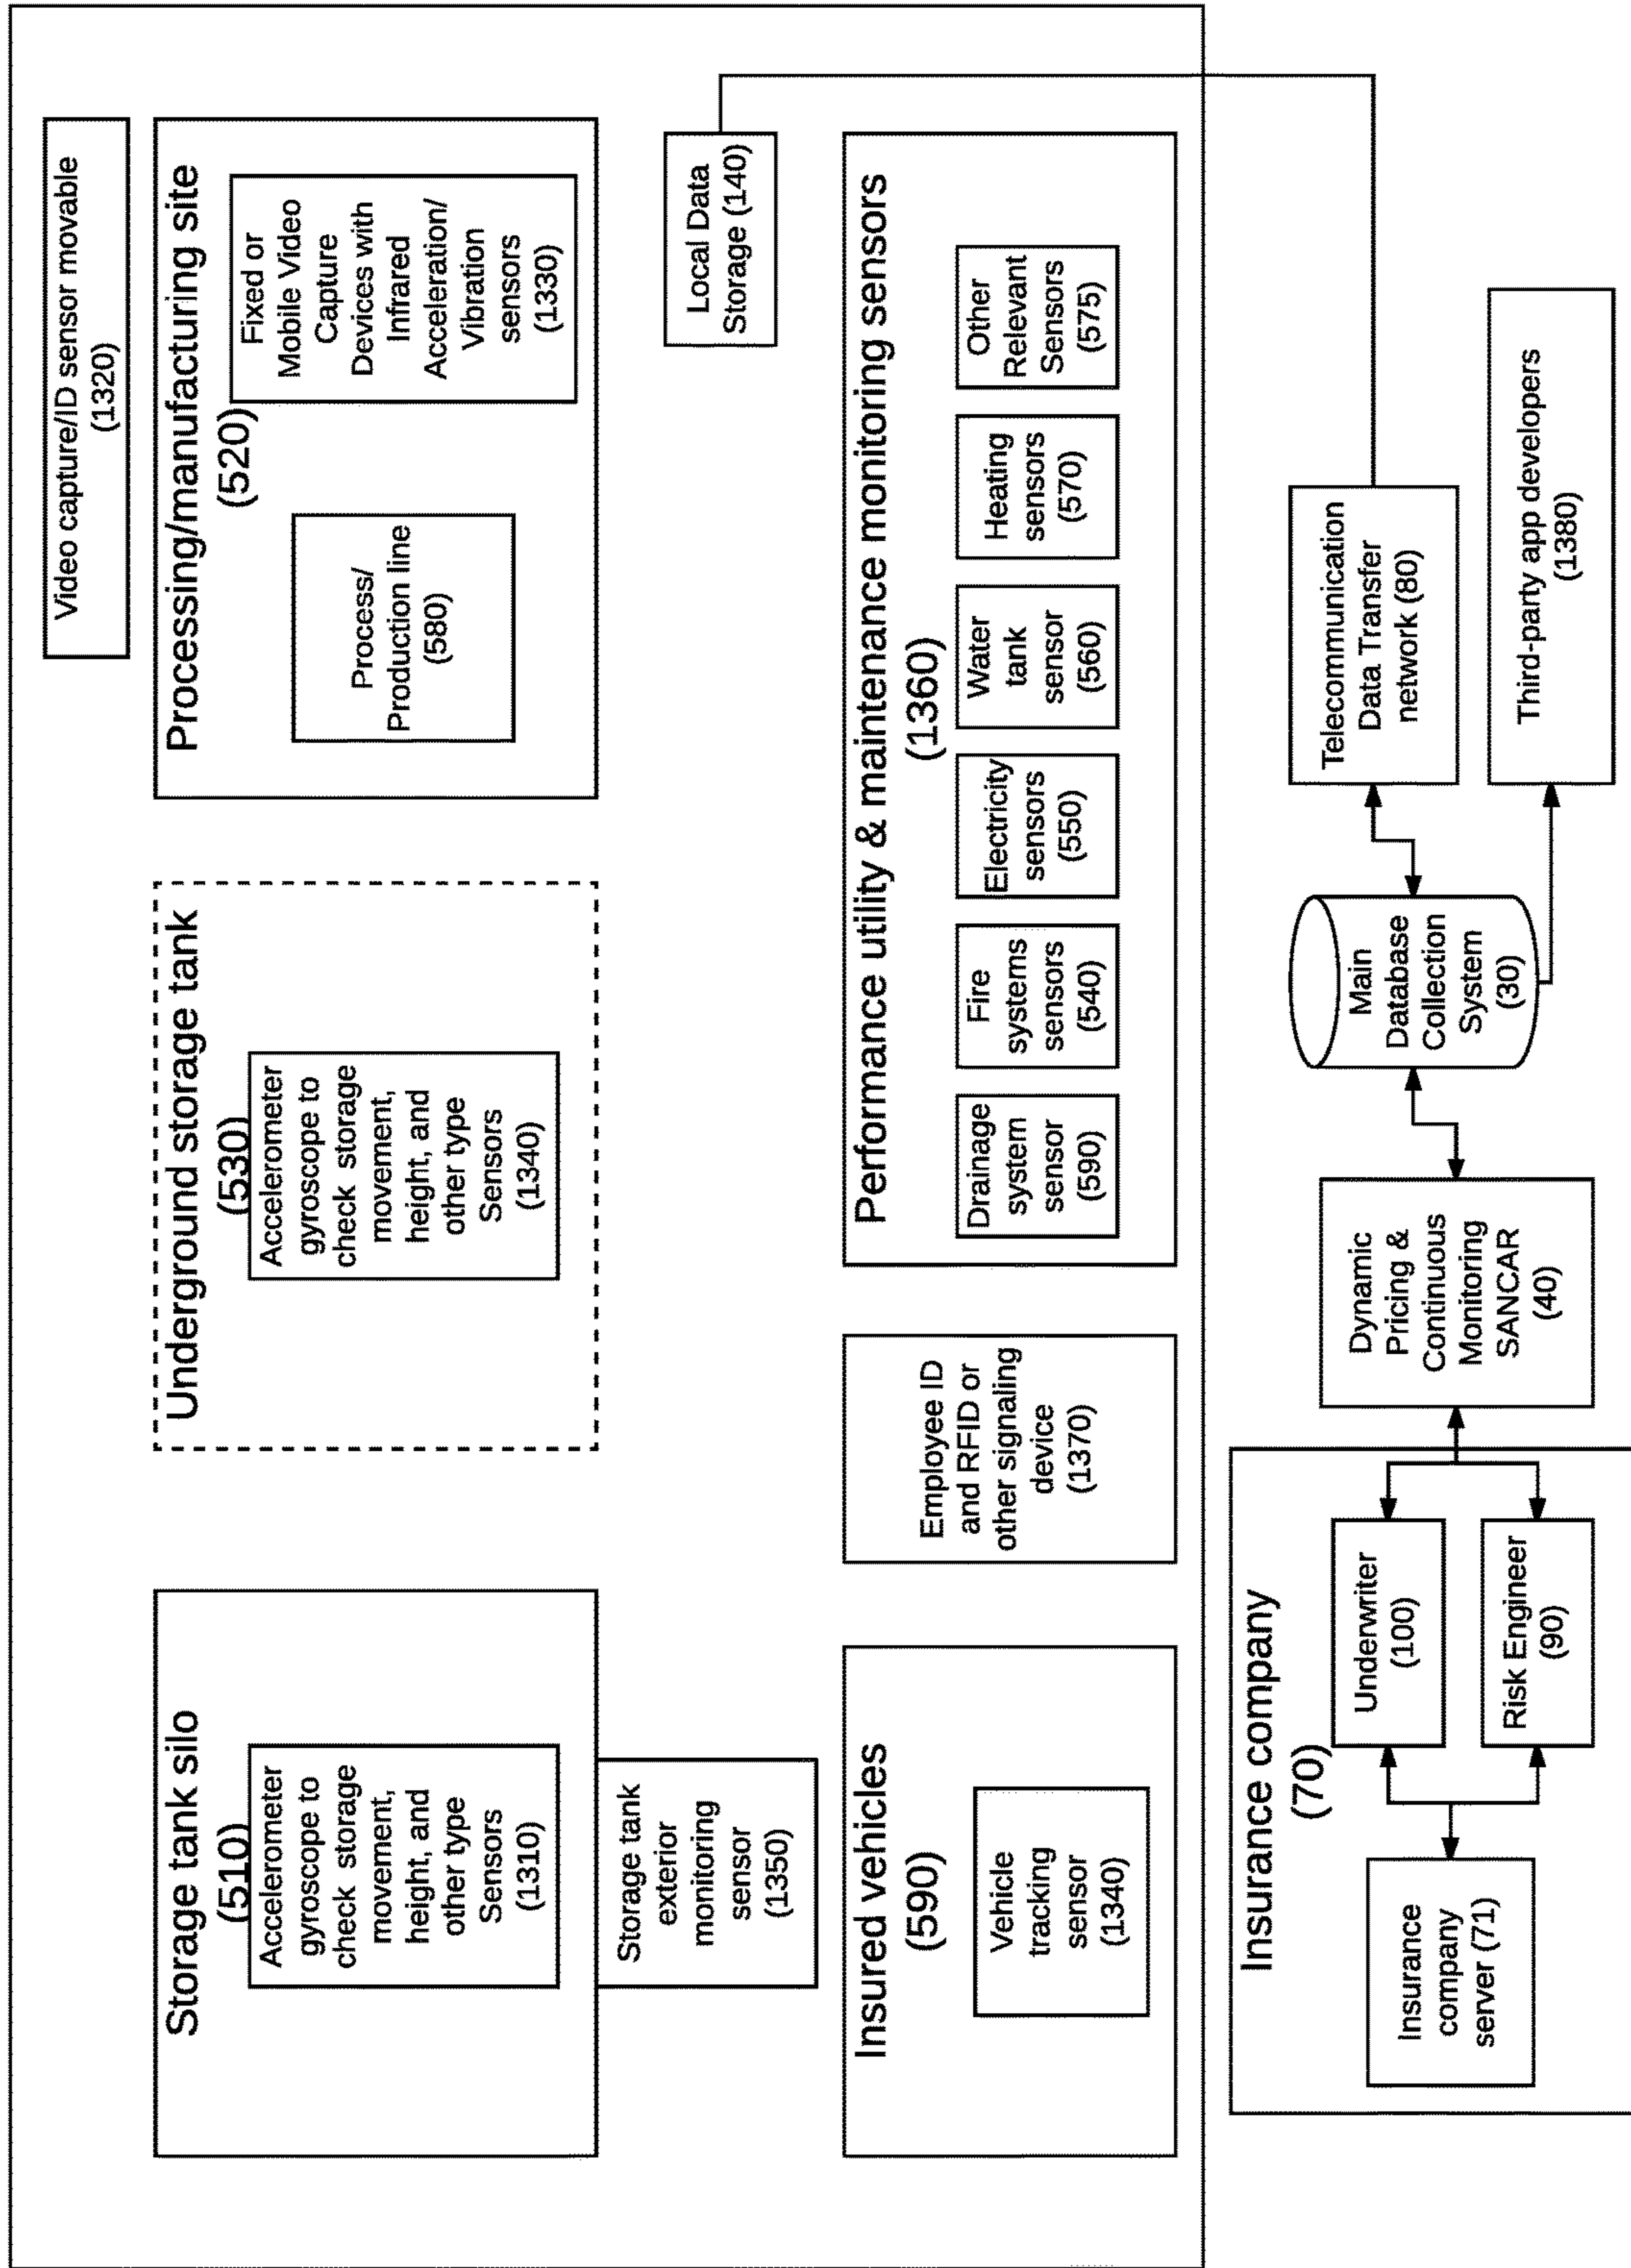 Video capture/ID sensor movable
(1320)
Storage tank silo
(510)
Accelerometer
gyroscope to
check storage
movement,
height, and
other type
Sensors
(1310)
Storage tank
exterior
monitoring
sensor
(1350)
Underground storage tank
(530)
Accelerometer
gyroscope to
check storage
movement,
height, and
other type
Sensors
(1340)
Processing/manufacturing site
(520)
Process/
Production line
(580)
Fixed or
Mobile Video
Capture
Devices with
Infrared
Acceleration/
Vibration
sensors
(1330)
Local Data
Storage (140)
Insured vehicles
(590)
Vehicle
tracking
sensor
(1340)
Employee ID
and RFID or
other signaling
device
(1370)
Performance utility & maintenance monitoring sensors
(1360)
Drainage
system
sensor
(590)
Fire
systems
sensors
(540)
Electricity
sensors
(550)
Water
tank
sensor
(560)
Heating
sensors
(570)
Other
Relevant
Sensors
(575)
Insurance company
(70)
Insurance
company
server (71)
Underwriter
(100)
Risk Engineer
(90)
Dynamic
Pricing &
Continuous
Monitoring
SANCAR
(40)
Main
Database
Collection
System
(30)
Telecommunication
Data Transfer
network (80)
Third-party app developers
(1380)